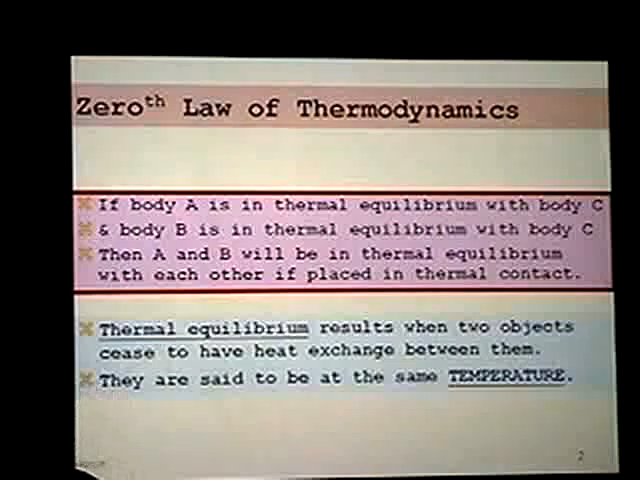 Zeroth Law of Thermodynamics
⌘ If body A is in thermal equilibrium with body C
⌘ & body B is in thermal equilibrium with body C
⌘ Then A and B will be in thermal equilibrium
with each other if placed in thermal contact.
⌘ Thermal equilibrium results when two objects
cease to have heat exchange between them.
⌘ They are said to be at the same TEMPERATURE.
2